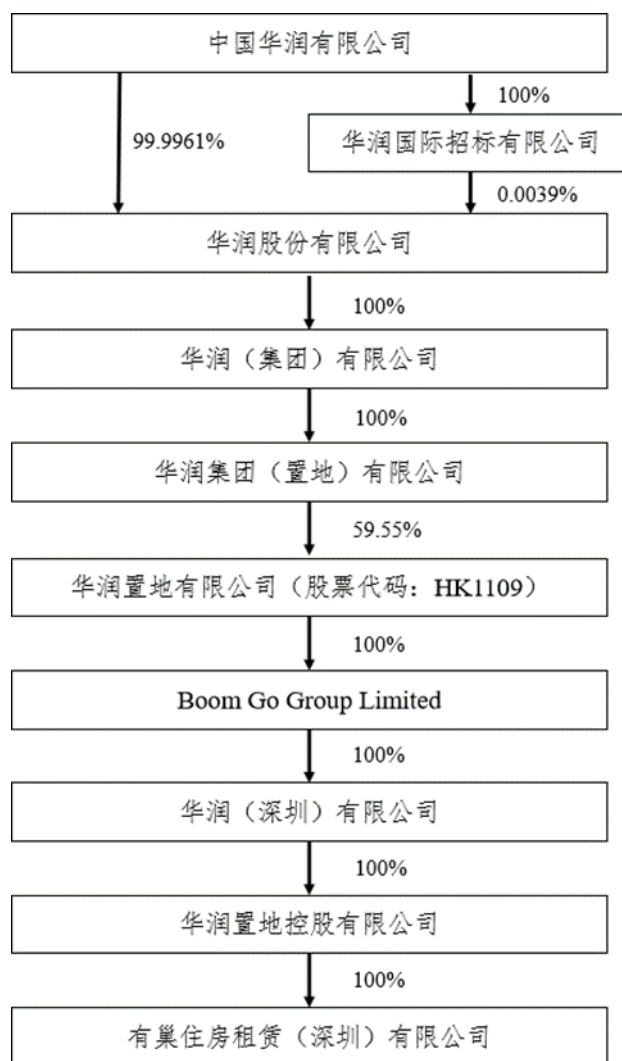 中国华润有限公司
100%
99.9961%
华润国际招标有限公司
0.0039%
华润股份有限公司
100%
华润（集团）有限公司
100%
华润集团（置地）有限公司
59.55%
华润置地有限公司（股票代码：HK1109）
100%
Boom Go Group Limited
100%
华润（深圳）有限公司
100%
华润置地控股有限公司
100%
有巢住房租赁（深圳）有限公司